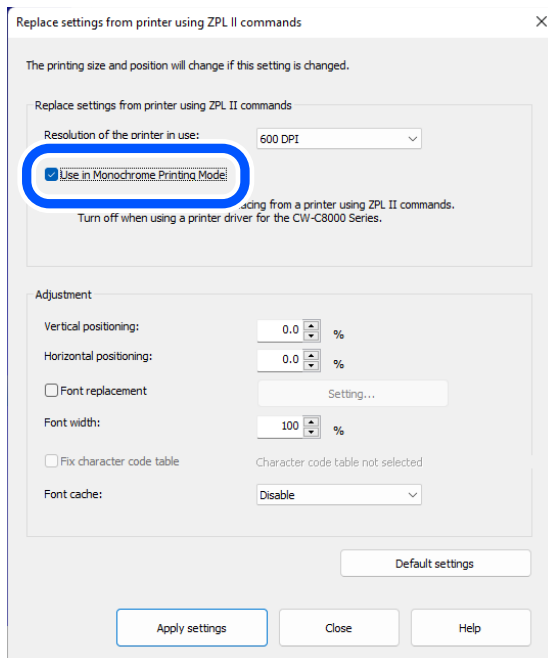 Replace settings from printer using ZPL II commands
The printing size and position will change if this setting is changed.
Replace settings from printer using ZPL II commands
Resolution of the printer in use: 600 DPI
Use in Monochrome Printing Mode
acing from a printer using ZPL II commands.
Turn off when using a printer driver for the CW-C8000 Series.
Adjustment
Vertical positioning: 0.0 %
Horizontal positioning: 0.0 %
Font replacement Setting...
Font width: 100 %
Fix character code table Character code table not selected
Font cache: Disable
Default settings
Apply settings Close Help